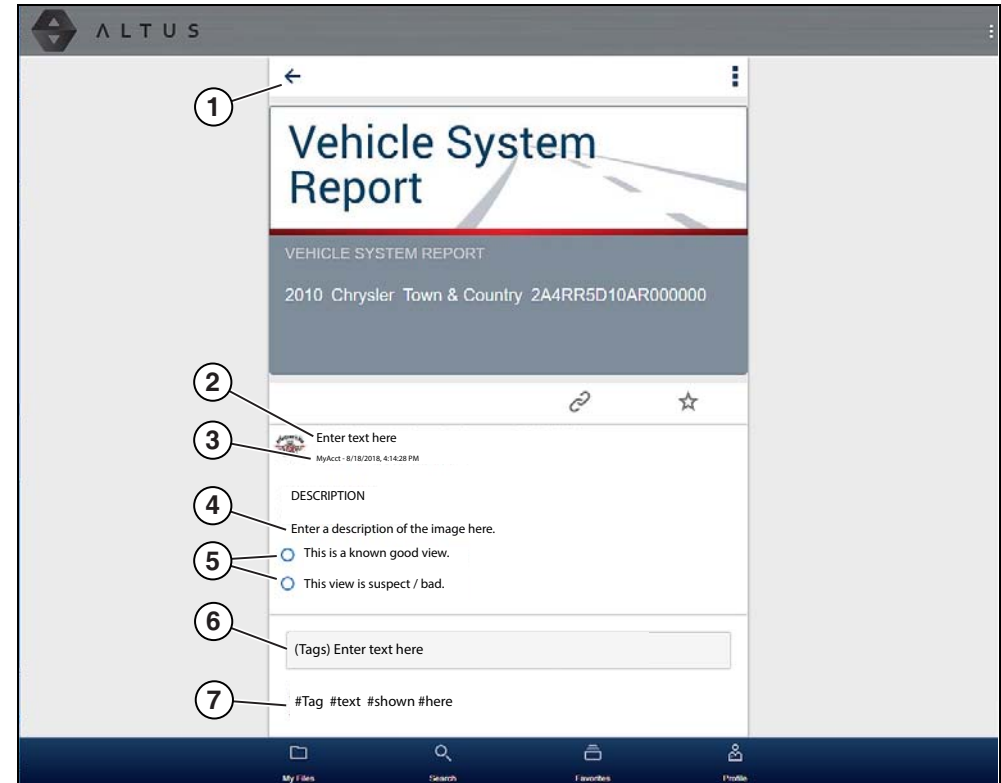 ALTUS
1
Vehicle System
Report
VEHICLE SYSTEM REPORT
2010 Chrysler Town & Country 2A4RR5D10AR000000
2
Enter text here
3
MyAcct - 8/18/2018, 4:14:28 PM
DESCRIPTION
4
Enter a description of the image here.
5
This is a known good view.
This view is suspect / bad.
6
(Tags) Enter text here
7
#Tag #text #shown #here
My Files Search Favorites Profile